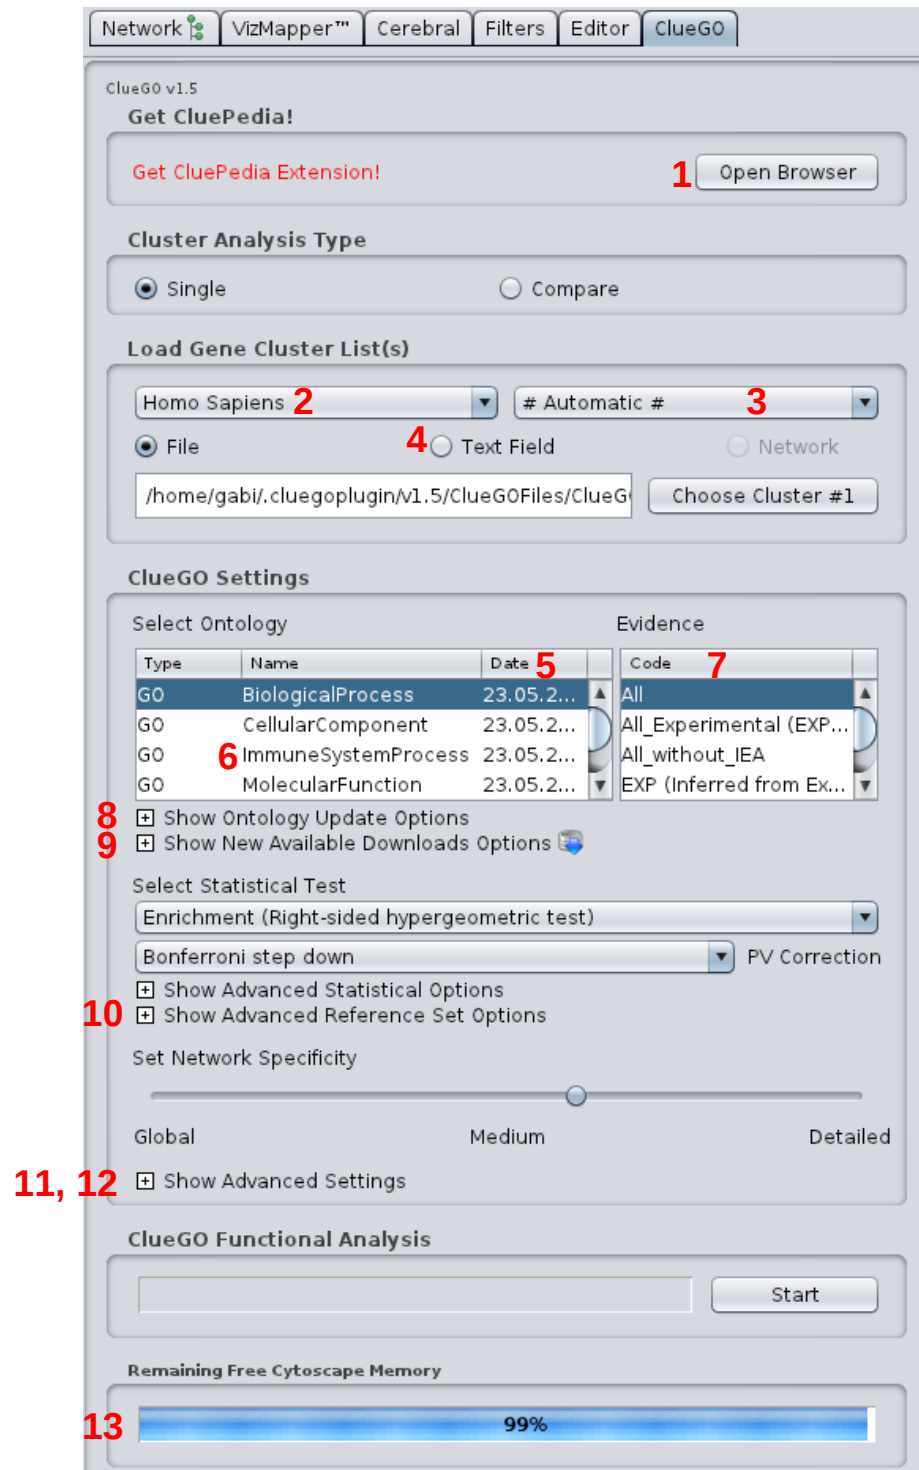 Network VizMapper™ Cerebral Filters Editor ClueGO
ClueGO v1.5
Get CluePedia!
Get CluePedia Extension! 1 Open Browser
Cluster Analysis Type
Single Compare
Load Gene Cluster List(s)
Homo Sapiens 2 # Automatic # 3
File 4 Text Field Network
/home/gabi/.cluegoplugin/v1.5/ClueGOFiles/ClueG Choose Cluster #1
ClueGO Settings
Select Ontology Evidence
Type Name Date 5 Code 7
GO BiologicalProcess 23.05.2... All
GO CellularComponent 23.05.2... All_Experimental (EXP...
GO 6 ImmuneSystemProcess 23.05.2... All_without_IEA
GO MolecularFunction 23.05.2... EXP (Inferred from Ex...
8 + Show Ontology Update Options
9 + Show New Available Downloads Options
Select Statistical Test
Enrichment (Right-sided hypergeometric test)
Bonferroni step down PV Correction
+ Show Advanced Statistical Options
10 + Show Advanced Reference Set Options
Set Network Specificity
Global Medium Detailed
11, 12 + Show Advanced Settings
ClueGO Functional Analysis
Start
Remaining Free Cytoscape Memory
13 99%